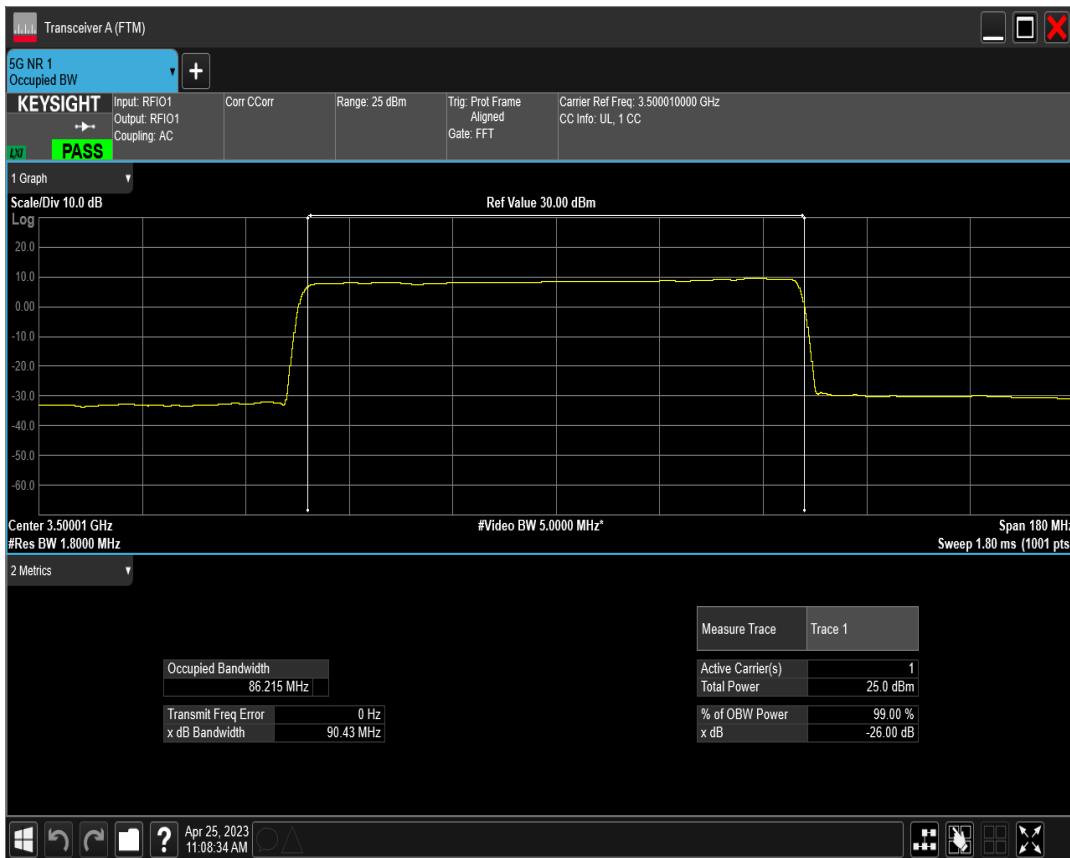 Transceiver A (FTM)
5G NR 1
Occupied BW
+
KEYSIGHT
LXI
PASS
Input: RFIO1
Output: RFIO1
Coupling: AC
Corr CCorr
Range: 25 dBm
Trig: Prot Frame
Aligned
Gate: FFT
Carrier Ref Freq: 3.500010000 GHz
CC Info: UL, 1 CC
1 Graph
Scale/Div 10.0 dB
Ref Value 30.00 dBm
Log
20.0
10.0
0.00
-10.0
-20.0
-30.0
-40.0
-50.0
-60.0
Center 3.50001 GHz
#Video BW 5.0000 MHz*
Span 180 MHz
#Res BW 1.8000 MHz
Sweep 1.80 ms (1001 pts
2 Metrics
Measure Trace Trace 1
Occupied Bandwidth
86.215 MHz
Active Carrier(s) 1
Total Power 25.0 dBm
Transmit Freq Error 0 Hz
x dB Bandwidth 90.43 MHz
% of OBW Power 99.00 %
x dB -26.00 dB
?
Apr 25, 2023
11:08:34 AM